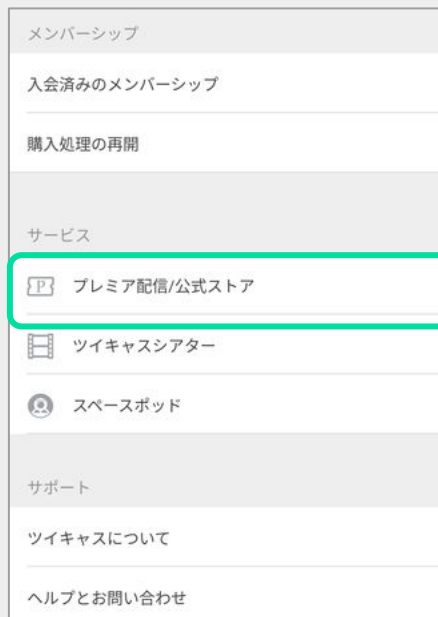 メンバーシップ
入会済みのメンバーシップ
購入処理の再開
サービス
P プレミア配信/公式ストア
ツイキャスシアター
スペースポッド
サポート
ツイキャスについて
ヘルプとお問い合わせ